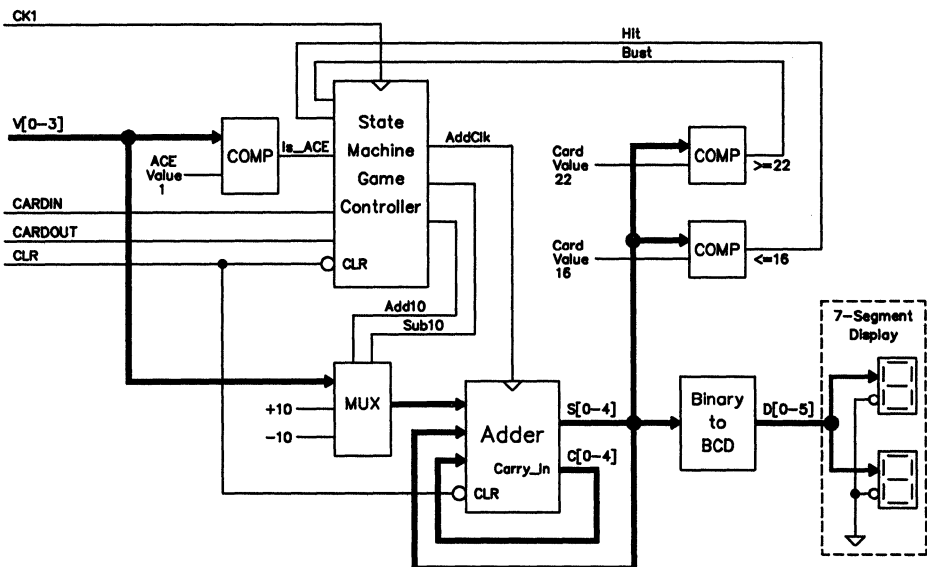 CK1
Hit
Bust
V[0-3]
State
Machine
Game
Controller
CLR
COMP
Is_ACE
ACE
Value
1
AddClk
Card
Value
22
COMP
>=22
CARDIN
CARDOUT
CLR
Card
Value
16
COMP
<=16
Add10
Sub10
7-Segment
Display
MUX
+10
-10
Adder
Carry_In
CLR
S[0-4]
C[0-4]
Binary
to
BCD
D[0-5]